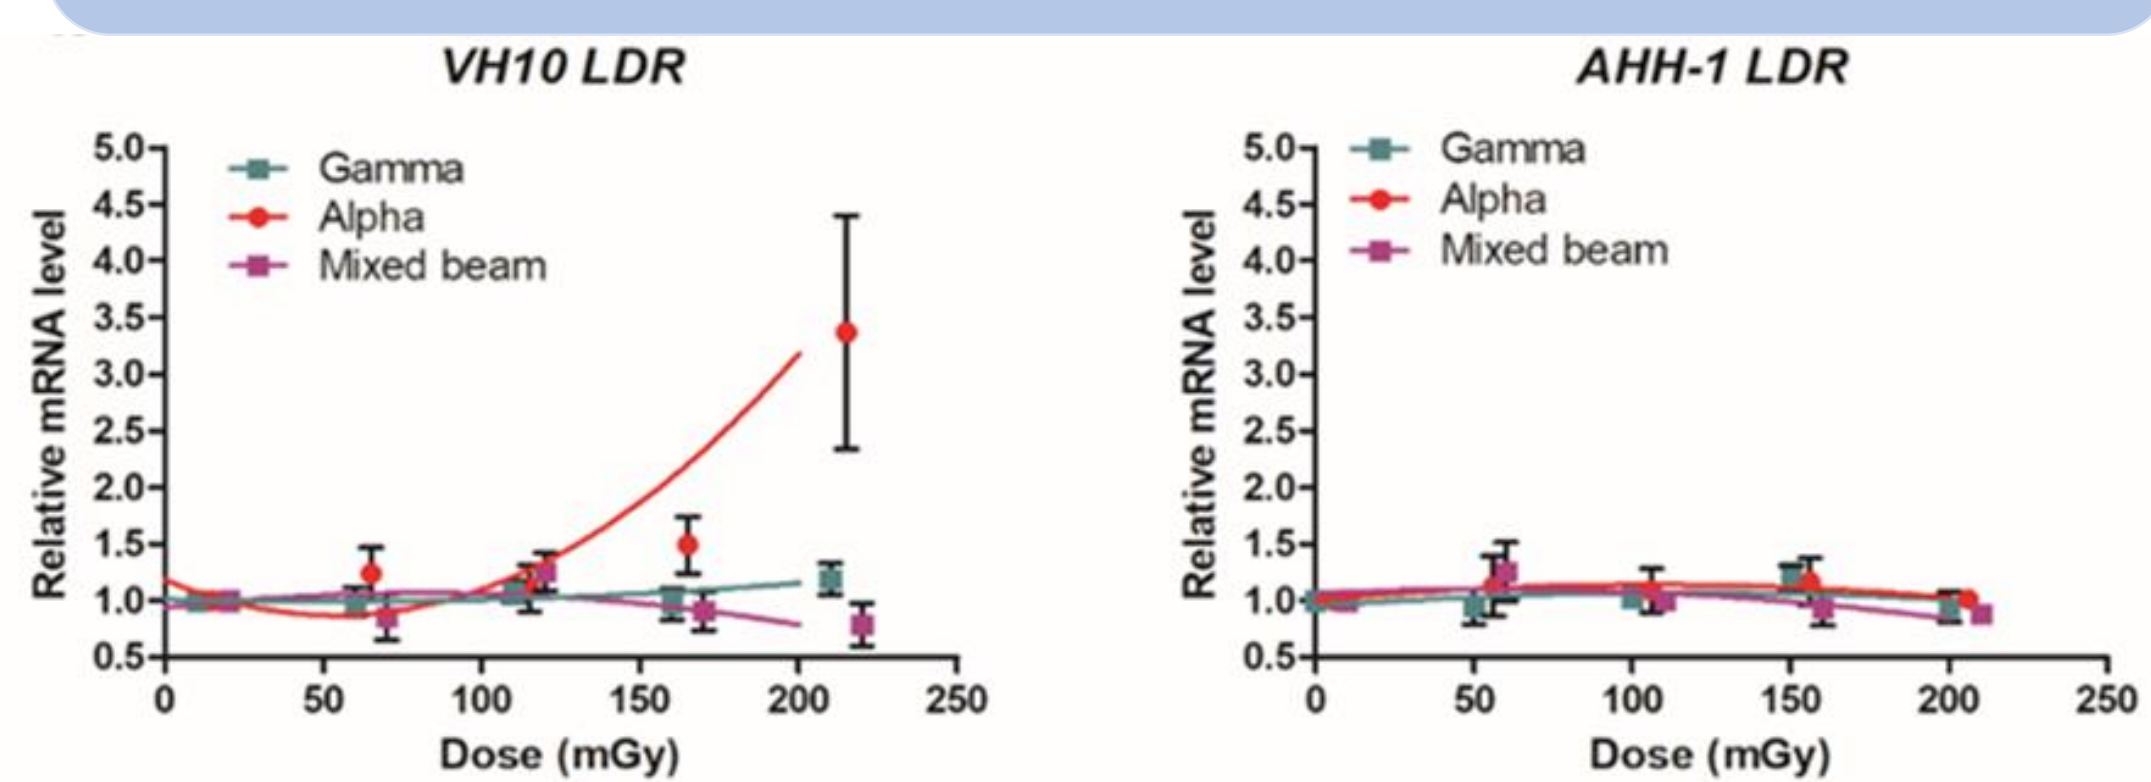 VH10 LDR
Relative mRNA level
5.0
4.5
4.0
3.5
3.0
2.5
2.0
1.5
1.0
0.5
Gamma
Alpha
Mixed beam
0 50 100 150 200 250
Dose (mGy)
AHH-1 LDR
Relative mRNA level
5.0
4.5
4.0
3.5
3.0
2.5
2.0
1.5
1.0
0.5
Gamma
Alpha
Mixed beam
0 50 100 150 200 250
Dose (mGy)